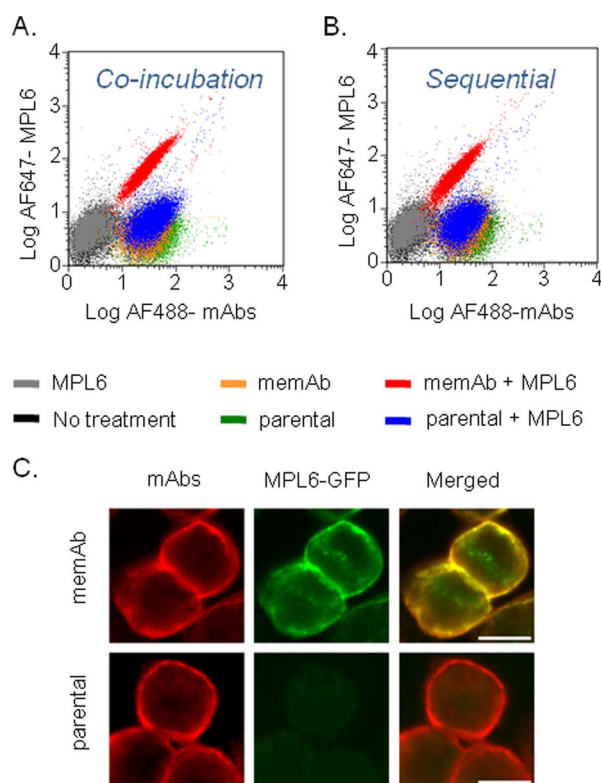 A.
B.
Co-incubation
Sequential
Log AF647- MPL6
4
3
2
1
0
0 1 2 3 4
Log AF488- mAbs
Log AF647- MPL6
4
3
2
1
0
0 1 2 3 4
Log AF488-mAbs
MPL6 memAb memAb + MPL6
No treatment parental parental + MPL6
C.
mAbs MPL6-GFP Merged
memAb
parental